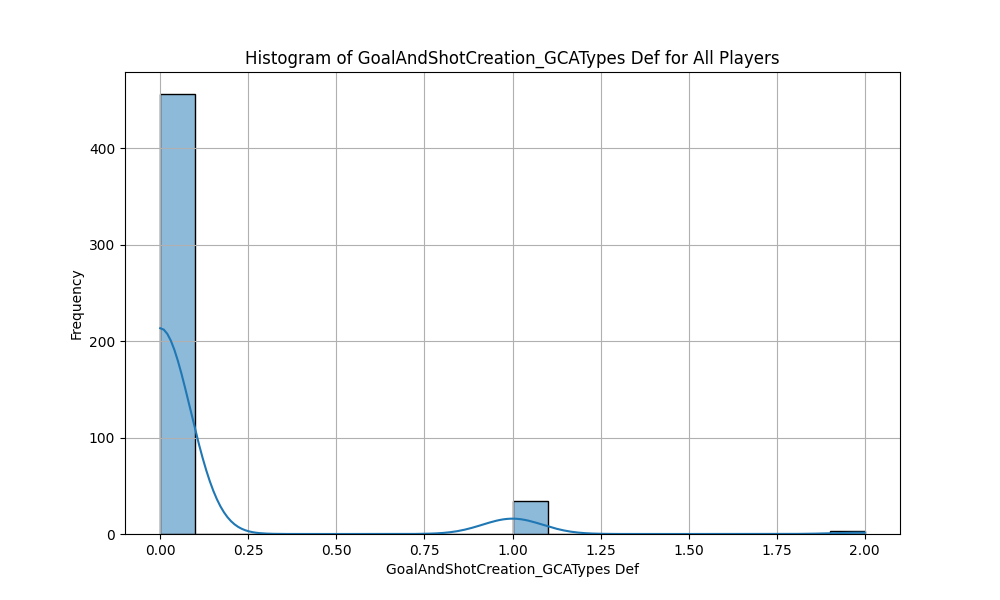 Histogram of GoalAndShotCreation_GCATypes Def for All Players
Frequency
400
300
200
100
0
0.00 0.25 0.50 0.75 1.00 1.25 1.50 1.75 2.00
GoalAndShotCreation_GCATypes Def